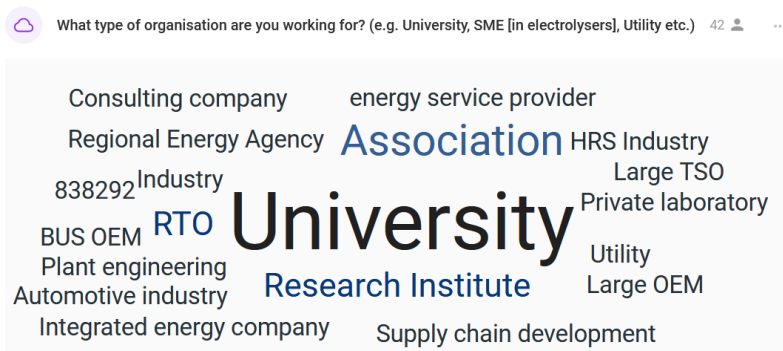 What type of organisation are you working for? (e.g. University, SME [in electrolysers], Utility etc.) 42
Consulting company
energy service provider
Regional Energy Agency
Association
HRS Industry
Large TSO
Industry
838292
Private laboratory
University
RTO
BUS OEM
Utility
Plant engineering
Research Institute
Large OEM
Automotive industry
Integrated energy company
Supply chain development